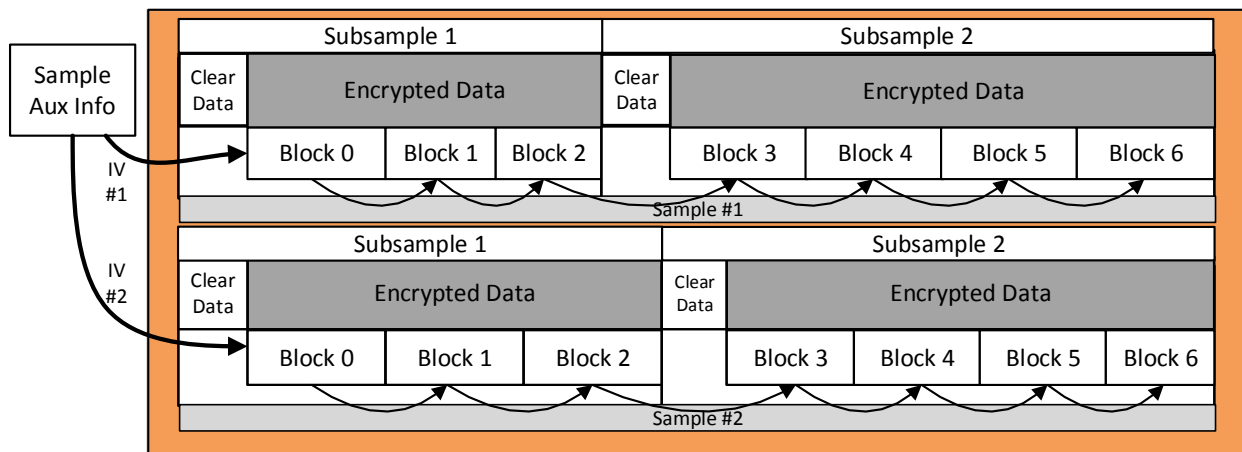 Sample
Aux Info
IV
#1
IV
#2
Subsample 1
Subsample 2
Clear
Data
Encrypted Data
Clear
Data
Encrypted Data
Block 0
Block 1
Block 2
Block 3
Block 4
Block 5
Block 6
Sample #1
Subsample 1
Subsample 2
Clear
Data
Encrypted Data
Clear
Data
Encrypted Data
Block 0
Block 1
Block 2
Block 3
Block 4
Block 5
Block 6
Sample #2